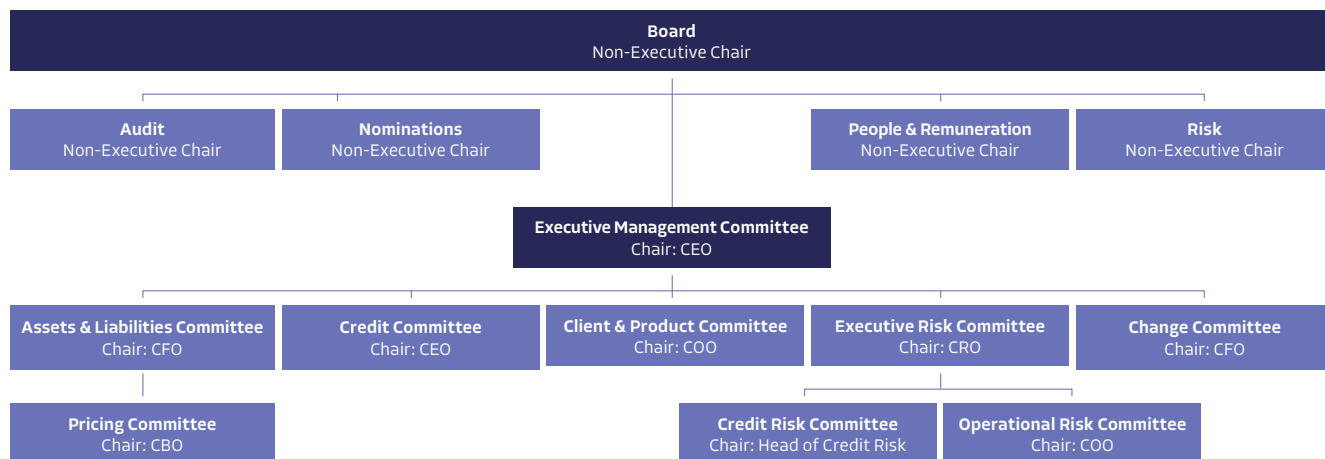 Board
Non-Executive Chair
Audit
Non-Executive Chair
Nominations
Non-Executive Chair
People & Remuneration
Non-Executive Chair
Risk
Non-Executive Chair
Executive Management Committee
Chair: CEO
Assets & Liabilities Committee
Chair: CFO
Credit Committee
Chair: CEO
Client & Product Committee
Chair: COO
Executive Risk Committee
Chair: CRO
Change Committee
Chair: CFO
Pricing Committee
Chair: CBO
Credit Risk Committee
Chair: Head of Credit Risk
Operational Risk Committee
Chair: COO